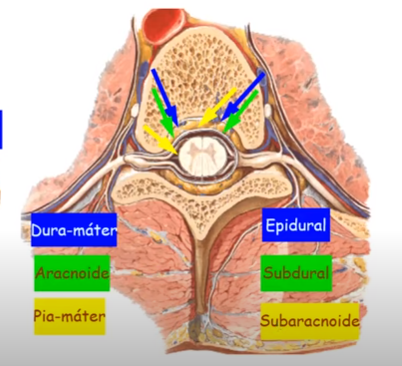 Dura-máter
Epidural
Aracnoide
Subdural
Pia-máter
Subaracnoide